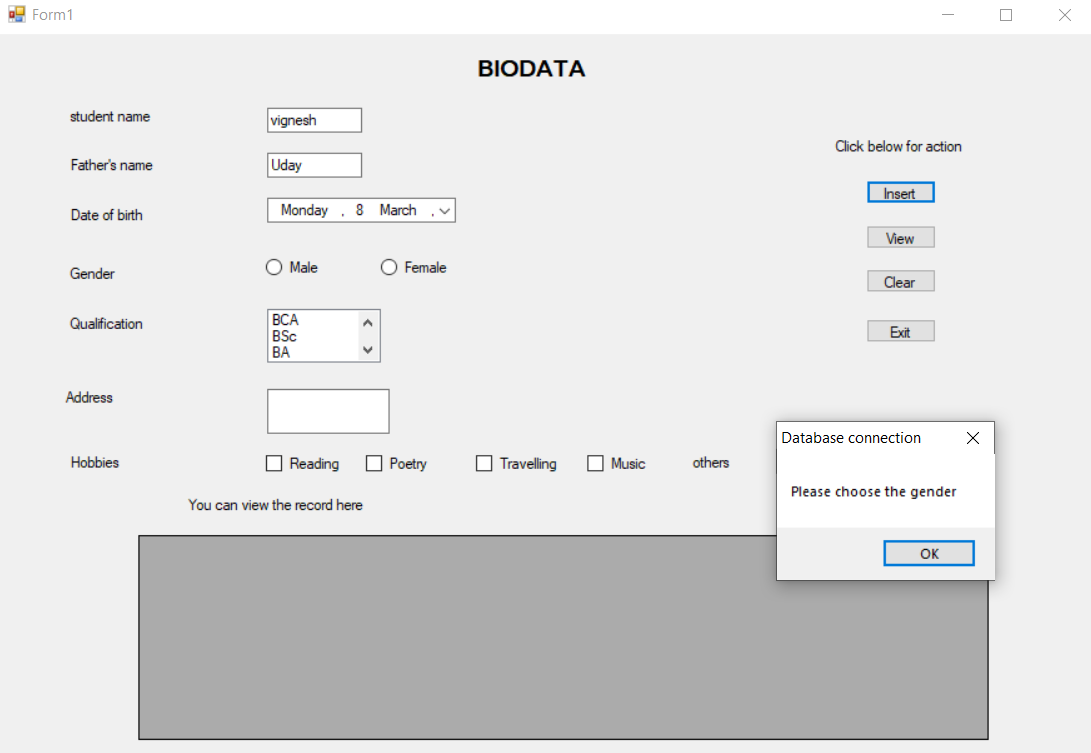 Form1
BIODATA
student name
vignesh
Father's name
Uday
Date of birth
Monday , 8 March ,
Gender
Male Female
Qualification
BCA
BSc
BA
Address
Hobbies
Reading Poetry Travelling Music others
You can view the record here
Click below for action
Insert
View
Clear
Exit
Database connection
Please choose the gender
OK